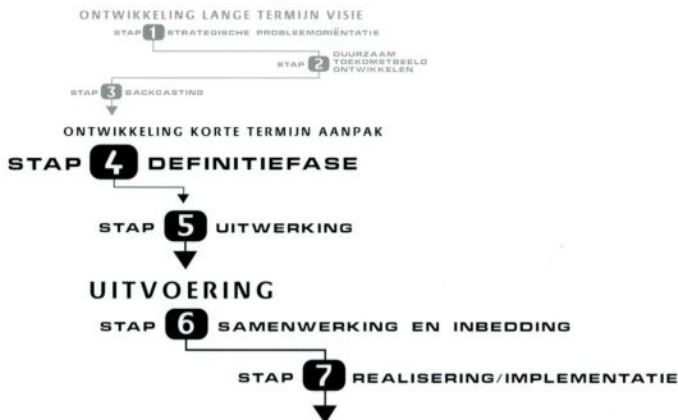 ONTWIKKELING LANGE TERMIJN VISIE
STAP 1 STRATEGISCHE PROBLEEMORIËNTATIE
STAP 2 DUURZAAM
TOEKOMSTBEELD
ONTWIKKELEN
STAP 3 BACKCASTING
ONTWIKKELING KORTE TERMIJN AANPAK
STAP 4 DEFINITIEFASE
STAP 5 UITWERKING
UITVOERING
STAP 6 SAMENWERKING EN INBEDDING
STAP 7 REALISERING/IMPLEMENTATIE